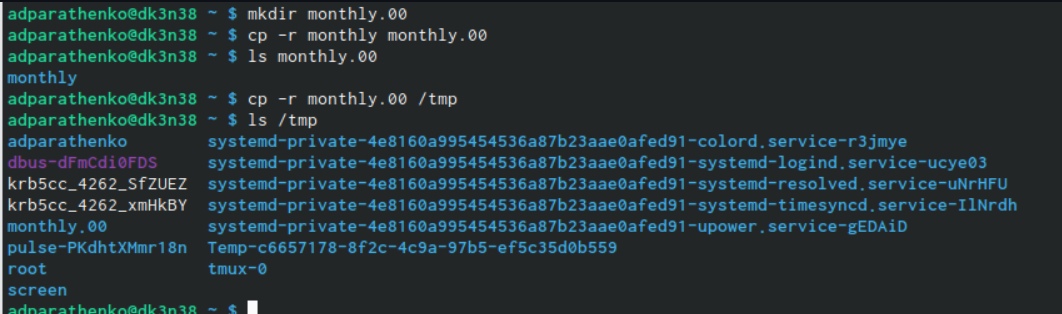 adparathenko@dk3n38 ~ $ mkdir monthly.00
adparathenko@dk3n38 ~ $ cp -r monthly monthly.00
adparathenko@dk3n38 ~ $ ls monthly.00
monthly
adparathenko@dk3n38 ~ $ cp -r monthly.00 /tmp
adparathenko@dk3n38 ~ $ ls /tmp
adparathenko systemd-private-4e8160a995454536a87b23aae0afed91-colord.service-r3jmye
dbus-dFmCdi0FDS systemd-private-4e8160a995454536a87b23aae0afed91-systemd-logind.service-ucye03
krb5cc_4262_SfZUEZ systemd-private-4e8160a995454536a87b23aae0afed91-systemd-resolved.service-uNrHFU
krb5cc_4262_xmHkBY systemd-private-4e8160a995454536a87b23aae0afed91-systemd-timesyncd.service-IlNrdh
monthly.00 systemd-private-4e8160a995454536a87b23aae0afed91-upower.service-gEDAiD
pulse-PKdhtXMmr18n Temp-c6657178-8f2c-4c9a-97b5-ef5c35d0b559
root tmux-0
screen
adparathenko@dk3n38 ~ $